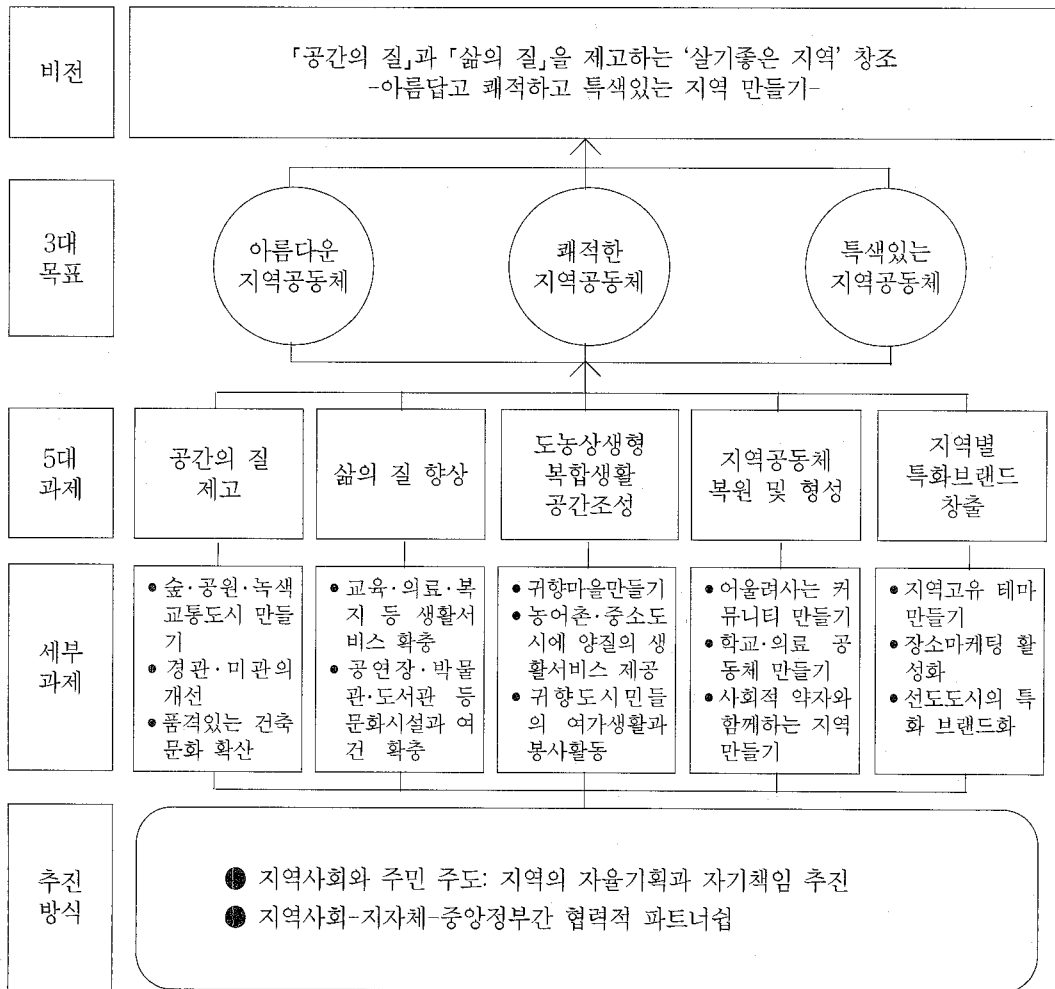 비전
『공간의 질』과 『삶의 질』을 제고하는 ‘살기좋은 지역’ 창조
-아름답고 쾌적하고 특색있는 지역 만들기-
3대
목표
아름다운
지역공동체
쾌적한
지역공동체
특색있는
지역공동체
5대
과제
공간의 질
제고
삶의 질 향상
도농상생형
복합생활
공간조성
지역공동체
복원 및 형성
지역별
특화브랜드
창출
세부
과제
● 숲·공원·녹색
교통도시 만들
기
● 경관·미관의
개선
● 품격있는 건축
문화 확산
● 교육·의료·복
지 등 생활서
비스 확충
● 공연장·박물
관·도서관 등
문화시설과 여
건 확충
● 귀향마을만들기
● 농어촌·중소도
시에 양질의 생
활서비스 제공
● 귀향도시민들
의 여가생활과
봉사활동
● 어울려사는 커
뮤니티 만들기
● 학교·의료 공
동체 만들기
● 사회적 약자와
함께하는 지역
만들기
● 지역고유 테마
만들기
● 장소마케팅 활
성화
● 선도도시의 특
화 브랜드화
추진
방식
● 지역사회와 주민 주도: 지역의 자율기획과 자기책임 추진
● 지역사회-지자체-중앙정부간 협력적 파트너쉽